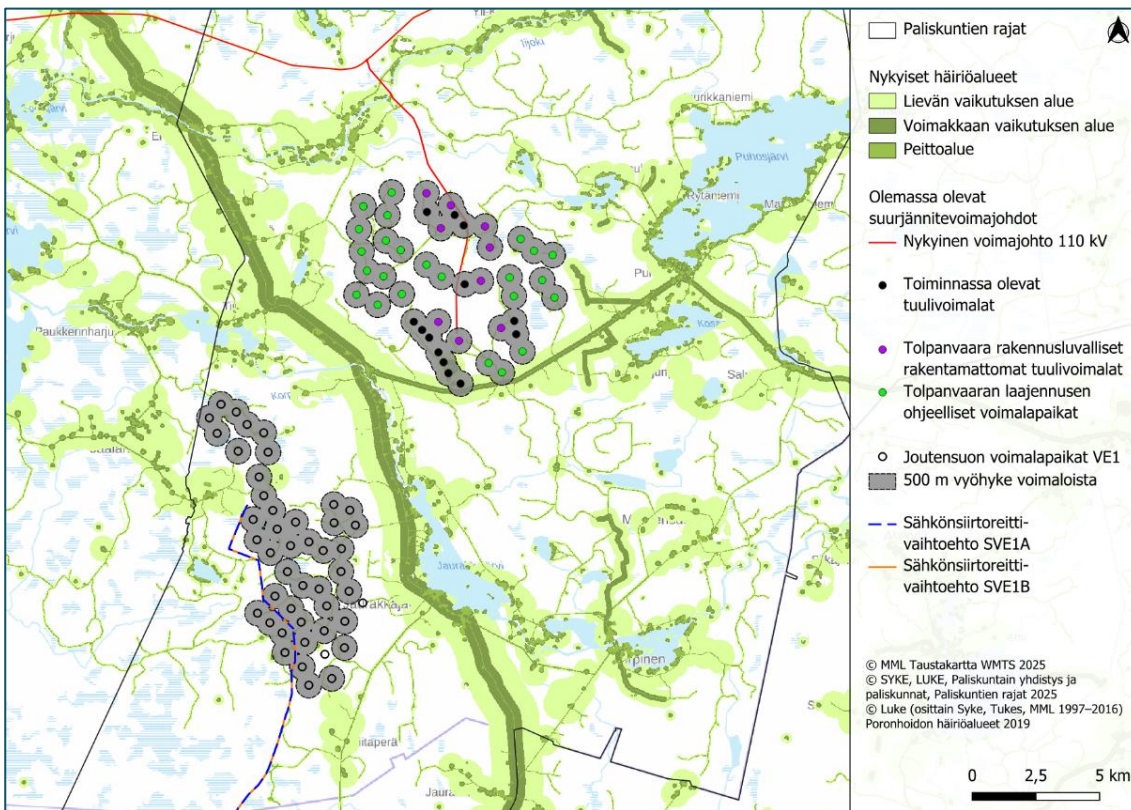 Paliskuntien rajat
Nykyiset häiriöalueet
Lievän vaikutuksen alue
Voimakkaan vaikutuksen alue
Peittoalue
Olemassa olevat
suurjännitevoimajohdot
Nykyinen voimajohto 110 kV
Toiminnassa olevat
tuulivoimalat
Tolpanvaara rakennusluvalliset
rakentamattomat tuulivoimalat
Tolpanvaaran laajennusen
ohjeelliset voimalapaikat
Joutensuon voimalapaikat VE1
500 m vyöhyke voimaloista
Sähkönsiirtoreitti-
vaihtoehto SVE1A
Sähkönsiirtoreitti-
vaihtoehto SVE1B
© MML Taustakartta WMTS 2025
© SYKE, LUKE, Paliskuntain yhdistys ja
paliskunnat, Paliskuntien rajat 2025
© Luke (osittain Syke, Tukes, MML 1997–2016)
Poronhoidon häiriöalueet 2019
0 2,5 5 km
Iijoki
Puhosjärvi
Rytäniemi
Paukkerinharju